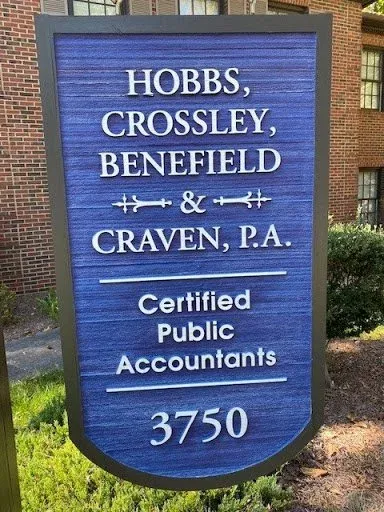 HOBBS,
CROSSLEY,
BENEFIELD
&
CRAVEN, P.A.
Certified
Public
Accountants
3750